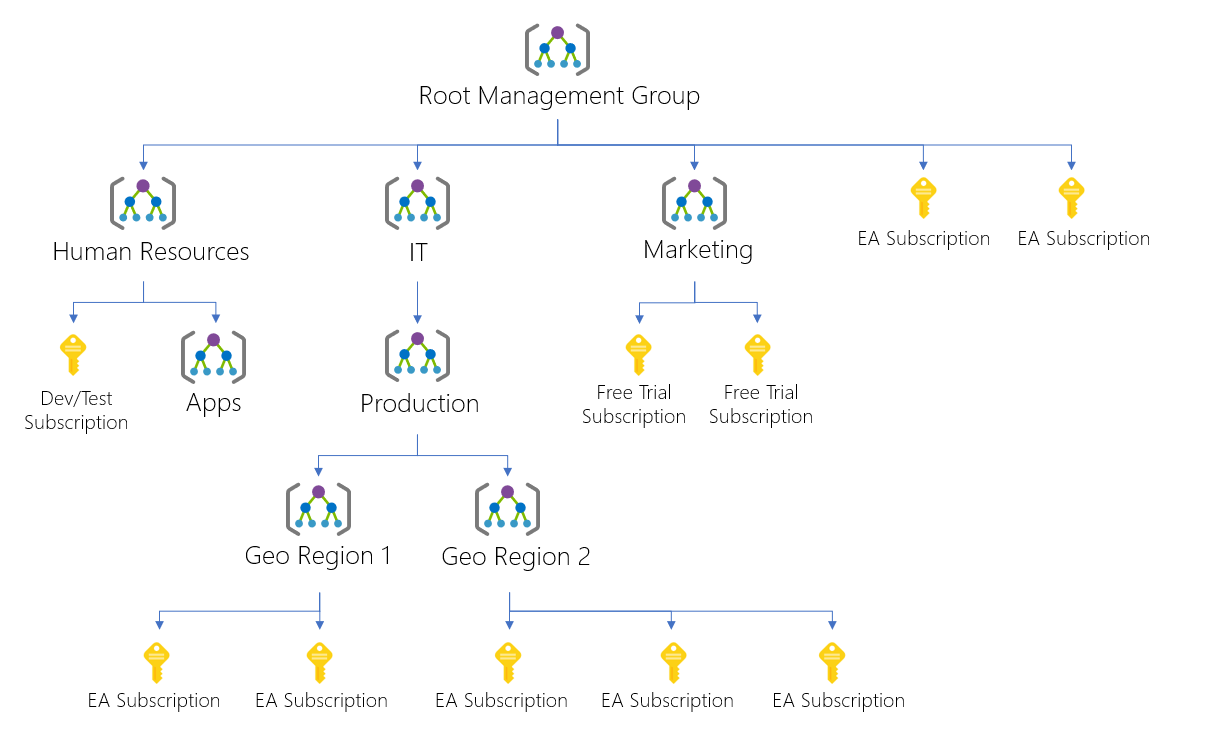 Root Management Group
Human Resources
IT
Marketing
EA Subscription
EA Subscription
Dev/Test
Subscription
Apps
Production
Free Trial
Subscription
Free Trial
Subscription
Geo Region 1
Geo Region 2
EA Subscription
EA Subscription
EA Subscription
EA Subscription
EA Subscription